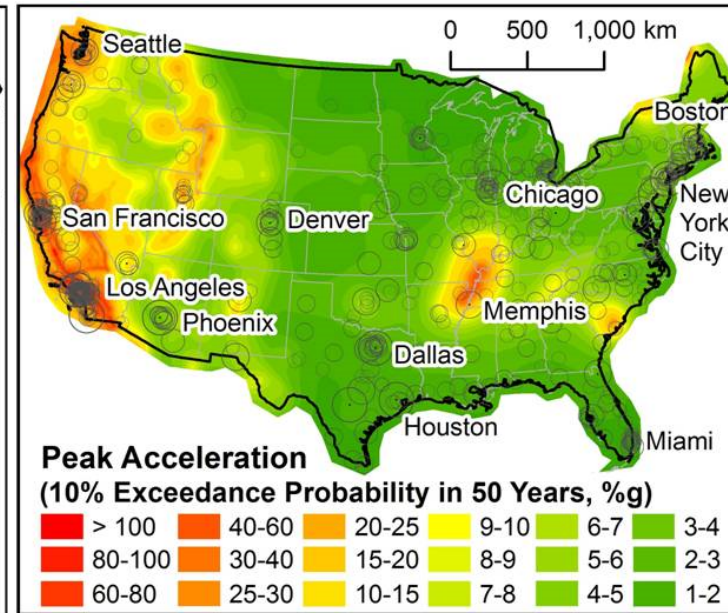 0 500 1,000 km
Seattle
Boston
Chicago
San Francisco
Denver
New
York
City
Los Angeles
Phoenix
Memphis
Dallas
Houston
Miami
Peak Acceleration
(10% Exceedance Probability in 50 Years, %g)
> 100 40-60 20-25 9-10 6-7 3-4
80-100 30-40 15-20 8-9 5-6 2-3
60-80 25-30 10-15 7-8 4-5 1-2